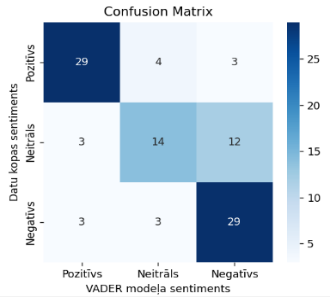 Confusion Matrix
Datu kopas sentiments
Pozitīvs
29
4
3
Neitrāls
3
14
12
Negatīvs
3
3
29
Pozitīvs
Neitrāls
Negatīvs
VADER modeļa sentiments
25
20
15
10
5